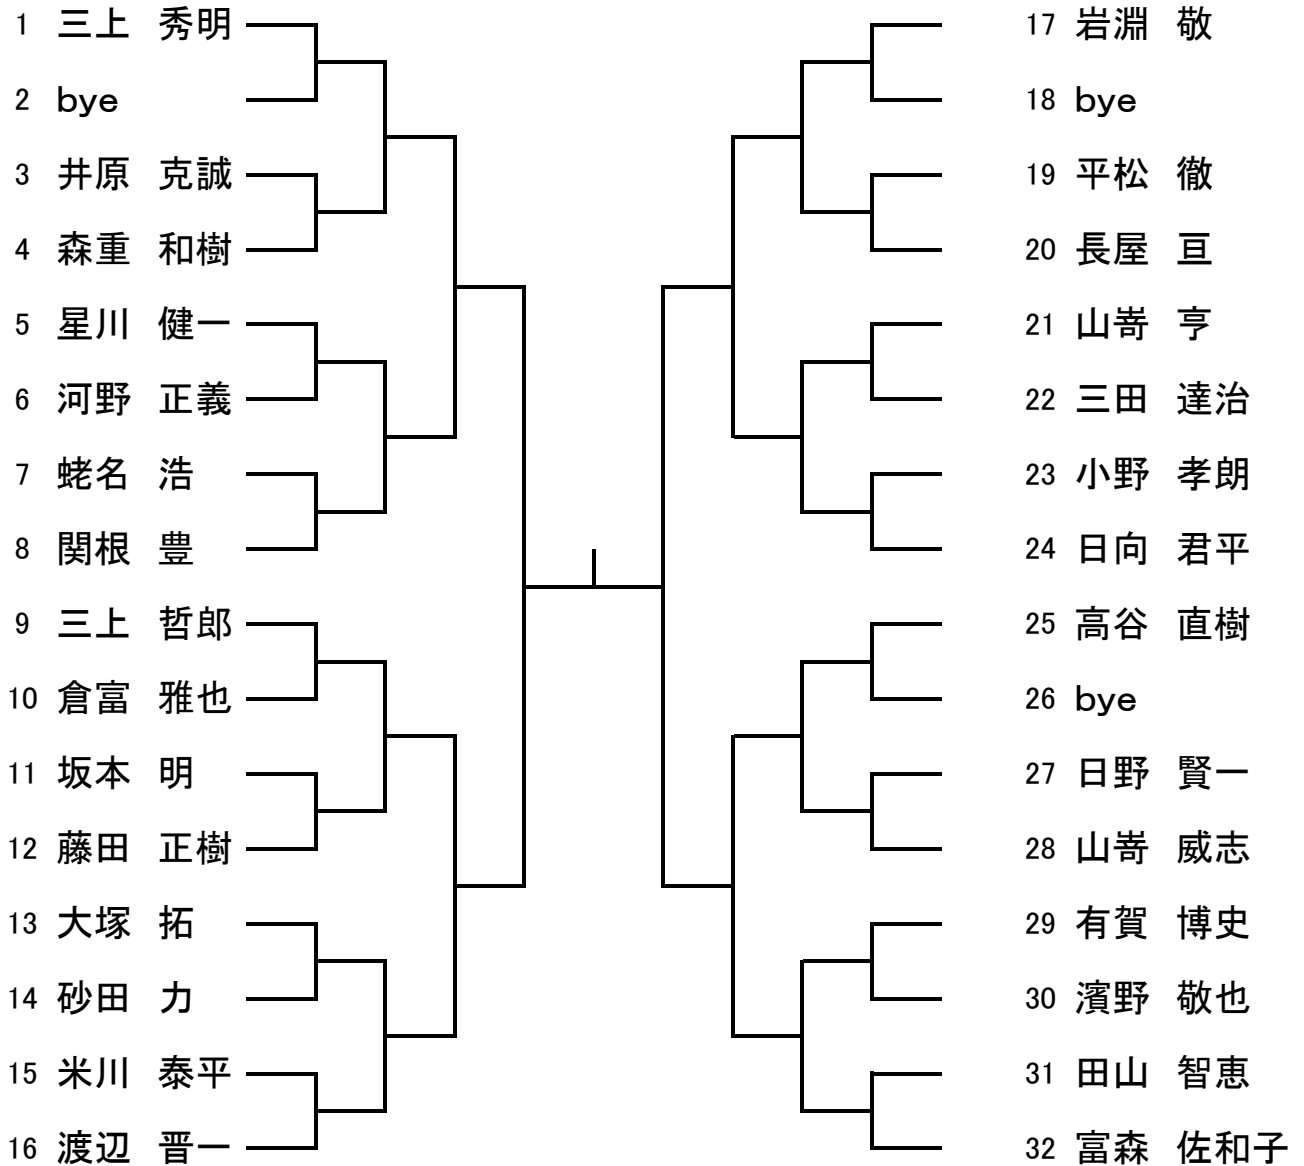 1 三上 秀明
2 bye
3 井原 克誠
4 森重 和樹
5 星川 健一
6 河野 正義
7 蛯名 浩
8 関根 豊
9 三上 哲郎
10 倉富 雅也
11 坂本 明
12 藤田 正樹
13 大塚 拓
14 砂田 力
15 米川 泰平
16 渡辺 晋一
17 岩淵 敬
18 bye
19 平松 徹
20 長屋 亘
21 山嵜 亨
22 三田 達治
23 小野 孝朗
24 日向 君平
25 高谷 直樹
26 bye
27 日野 賢一
28 山嵜 威志
29 有賀 博史
30 濱野 敬也
31 田山 智恵
32 富森 佐和子